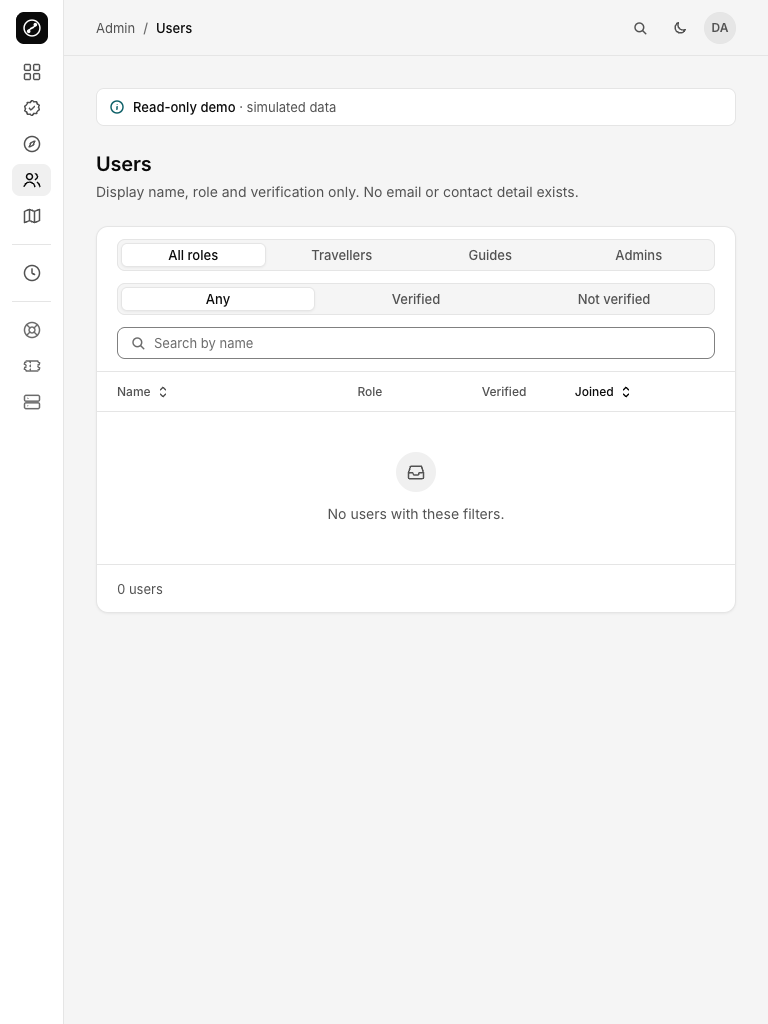 Admin / Users
DA
Read-only demo · simulated data
Users
Display name, role and verification only. No email or contact detail exists.
All roles Travellers Guides Admins
Any Verified Not verified
Search by name
Name Role Verified Joined
No users with these filters.
0 users